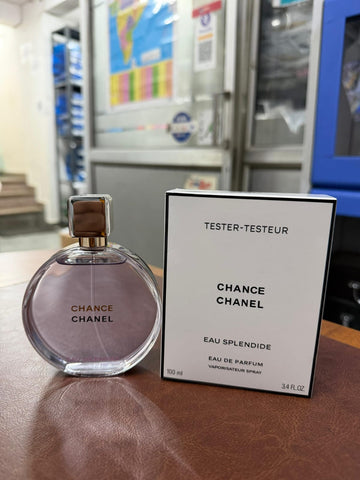 CHANCE
CHANEL
TESTER-TESTEUR
CHANCE
CHANEL
EAU SPLENDIDE
EAU DE PARFUM
VAPORISATEUR SPRAY
100 ml
3.4 FL.OZ.